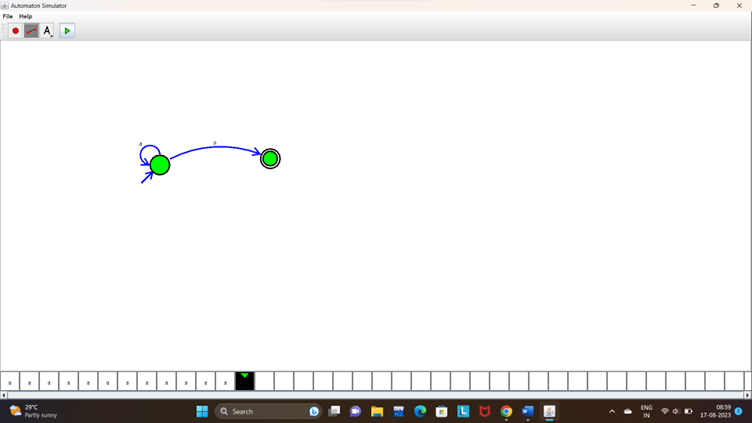 Automaton Simulator
File Help
A
a
a
a a a a a a a a a a a a
29°C
Partly sunny
Search
ENG
IN
08:59
17-08-2023